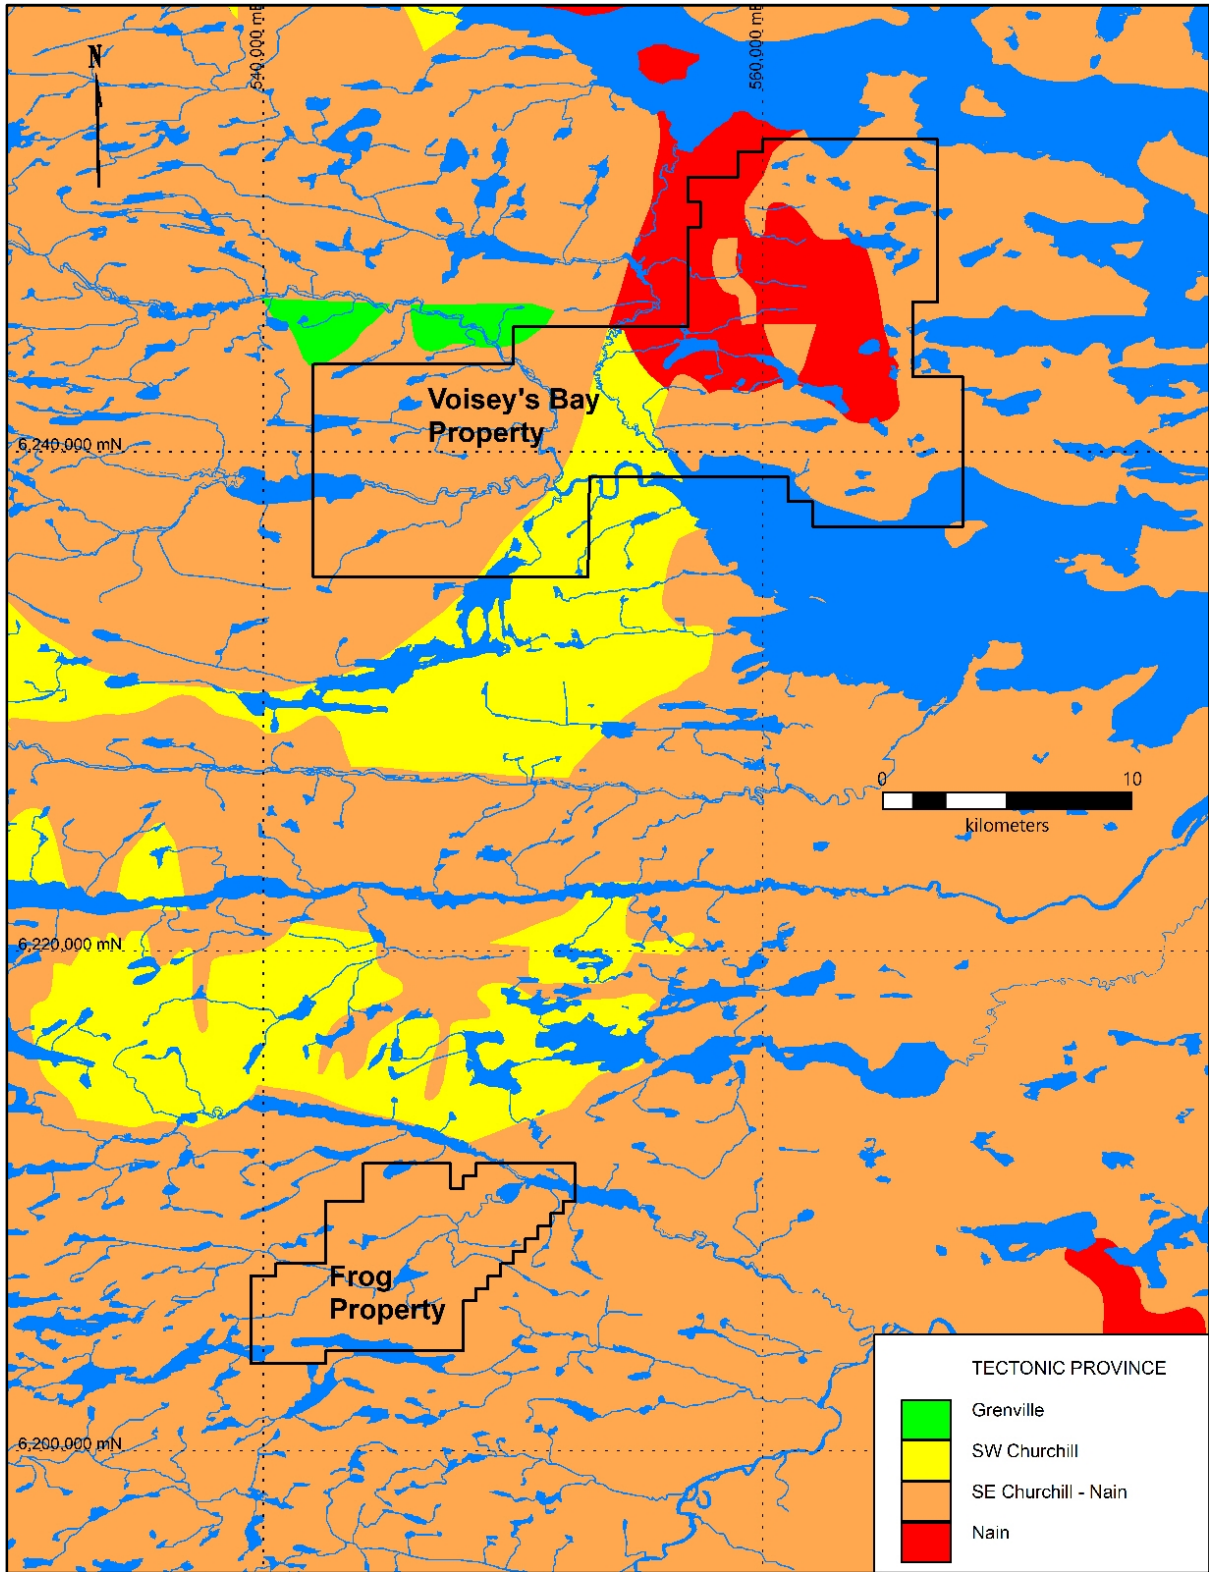 N
540,000 mE
560,000 mE
Voisey's Bay
Property
6,240,000 mN
0
10
kilometers
6,220,000 mN
Frog
Property
6,200,000 mN
TECTONIC PROVINCE
Grenville
SW Churchill
SE Churchill - Nain
Nain